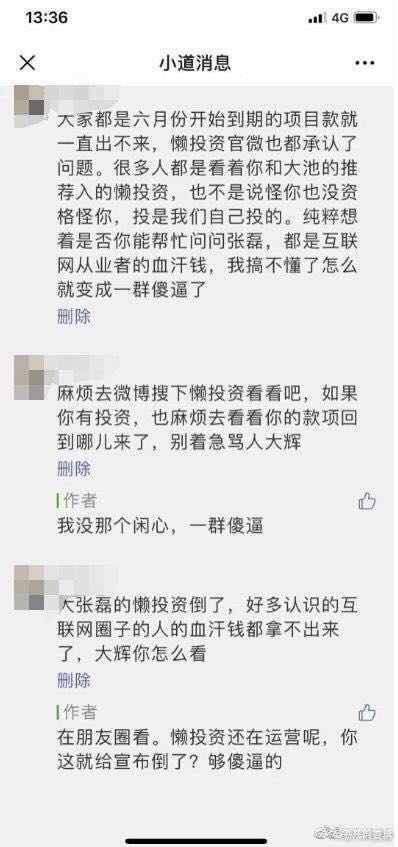 13:36
4G
小道消息
大家都是六月份开始到期的项目款就
一直出不来，懒投资官微也都承认了
问题。很多人都是看着你和大池的推
荐入的懒投资，也不是说怪你也没资
格怪你，投是我们自己投的。纯粹想
着是否你能帮忙问问张磊，都是互联
网从业者的血汗钱，我搞不懂了怎么
就变成一群傻逼了
删除
麻烦去微博搜下懒投资看看吧，如果
你有投资，也麻烦去看看你的款项回
到哪儿来了，别着急骂人大辉
删除
作者
我没那个闲心，一群傻逼
大张磊的懒投资倒了，好多认识的互
联网圈子的人的血汗钱都拿不出来
了，大辉你怎么看
删除
作者
在朋友圈看。懒投资还在运营呢，你
这就给宣布倒了？够傻逼的